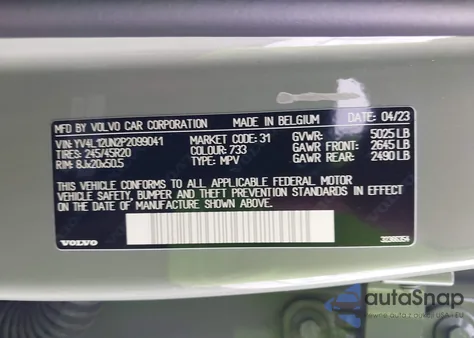 MFD BY VOLVO CAR CORPORATION MADE IN BELGIUM DATE 04/23
VIN: YV4L12UN2P2099041 MARKET CODE: 31 GVWR: 5025 LB
TIRES: 245/45R20 COLOUR: 733 GAWR FRONT: 2645 LB
RIM: 8Jx20x50.5 TYPE: MPV GAWR REAR: 2490 LB
THIS VEHICLE CONFORMS TO ALL APPLICABLE FEDERAL MOTOR
VEHICLE SAFETY, BUMPER AND THEFT PREVENTION STANDARDS IN EFFECT
ON THE DATE OF MANUFACTURE SHOWN ABOVE.
VOLVO
autoSnap